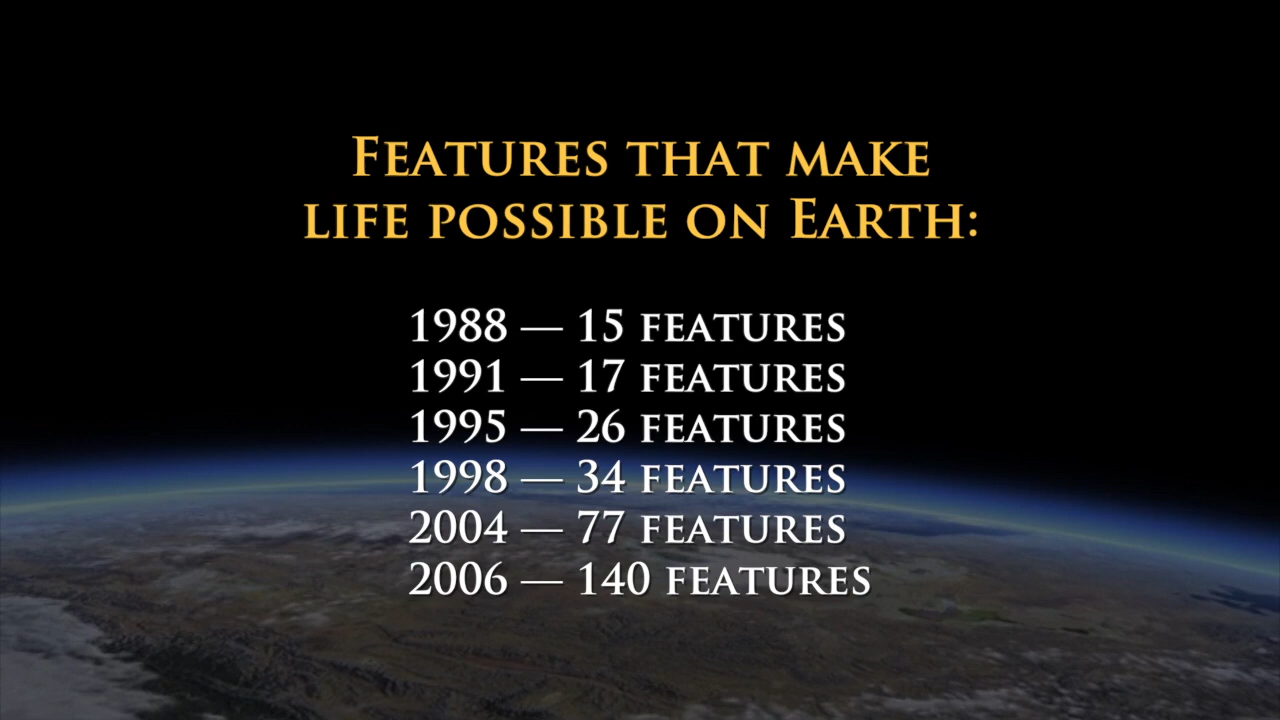 Features that make
life possible on Earth:
1988 — 15 features
1991 — 17 features
1995 — 26 features
1998 — 34 features
2004 — 77 features
2006 — 140 features